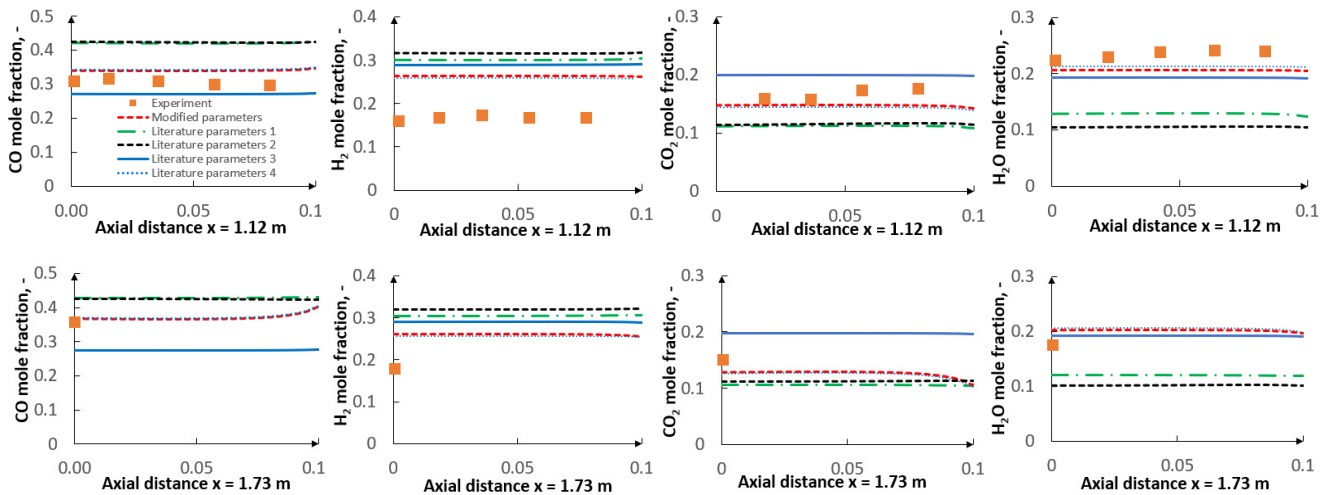 CO mole fraction, -
0.5
0.4
0.3
0.2
0.1
0
Experiment
Modified parameters
Literature parameters 1
Literature parameters 2
Literature parameters 3
Literature parameters 4
0.00
0.05
0.1
Axial distance x = 1.12 m
H₂ mole fraction, -
0.4
0.3
0.2
0.1
0
0
0.05
0.1
Axial distance x = 1.12 m
CO₂ mole fraction, -
0.3
0.2
0.1
0
0
0.05
0.1
Axial distance x = 1.12 m
H₂O mole fraction, -
0.3
0.2
0.1
0
0
0.05
0.1
Axial distance x = 1.12 m
CO mole fraction, -
0.5
0.4
0.3
0.2
0.1
0
0.00
0.05
0.1
Axial distance x = 1.73 m
H₂ mole fraction, -
0.4
0.3
0.2
0.1
0
0
0.05
0.1
Axial distance x = 1.73 m
CO₂ mole fraction, -
0.3
0.2
0.1
0
0
0.05
0.1
Axial distance x = 1.73 m
H₂O mole fraction, -
0.3
0.2
0.1
0
0
0.05
0.1
Axial distance x = 1.73 m